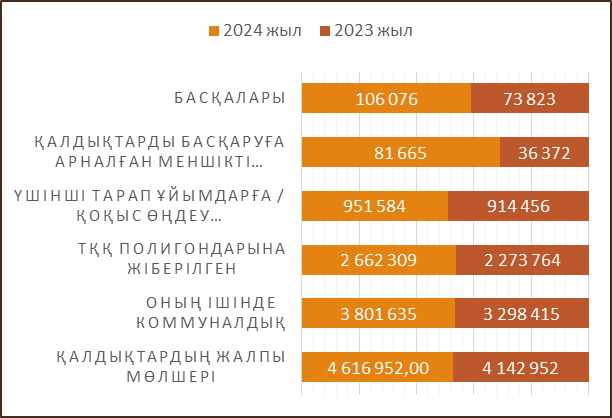 2024 жыл 2023 жыл
БАСҚАЛАРЫ
106 076 73 823
ҚАЛДЫҚТАРДЫ БАСҚАРУҒА
АРНАЛҒАН МЕНШІКТІ...
81 665 36 372
ҮШІНШІ ТАРАП ҰЙЫМДАРҒА /
ҚОҚЫС ӨҢДЕУ...
951 584 914 456
ТҚҚ ПОЛИГОНДАРЫНА
ЖІБЕРІЛГЕН
2 662 309 2 273 764
ОНЫҢ ІШІНДЕ
КОММУНАЛДЫҚ
3 801 635 3 298 415
ҚАЛДЫҚТАРДЫҢ ЖАЛПЫ
МӨЛШЕРІ
4 616 952,00 4 142 952